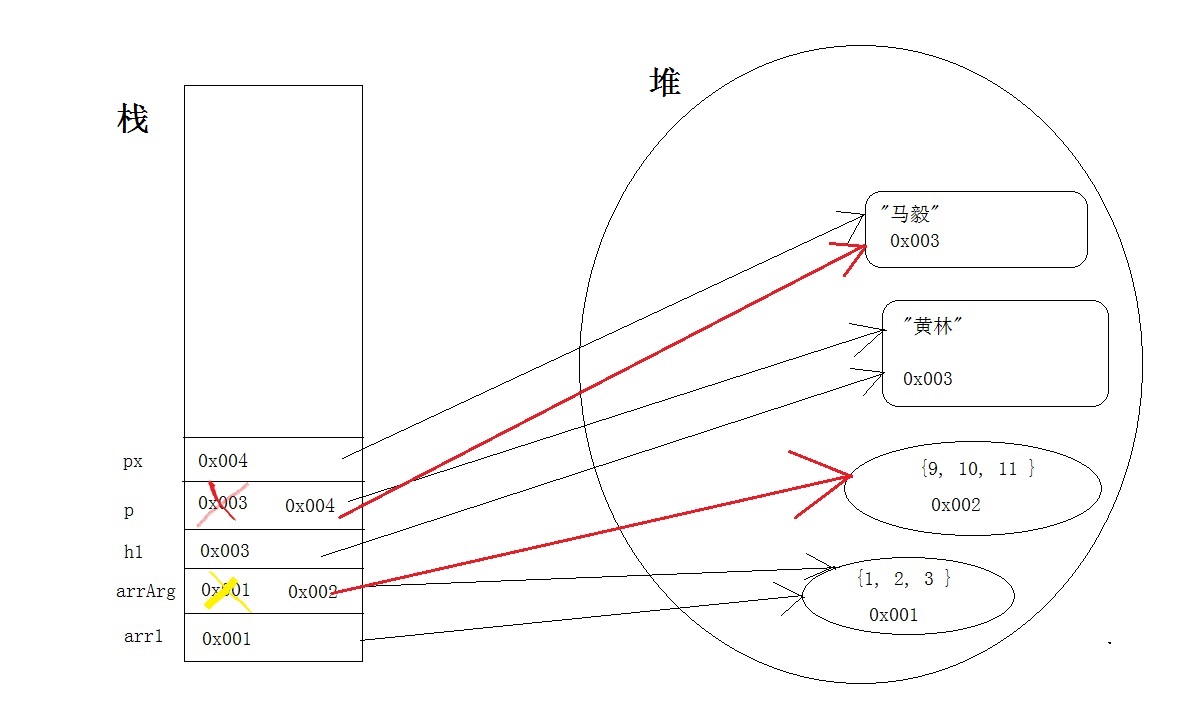 栈
堆
"马毅"
0x003
"黄林"
0x003
px 0x004
p 0x003 0x004
h1 0x003
arrArg 0x001 0x002
arr1 0x001
{9, 10, 11 }
0x002
{1, 2, 3 }
0x001